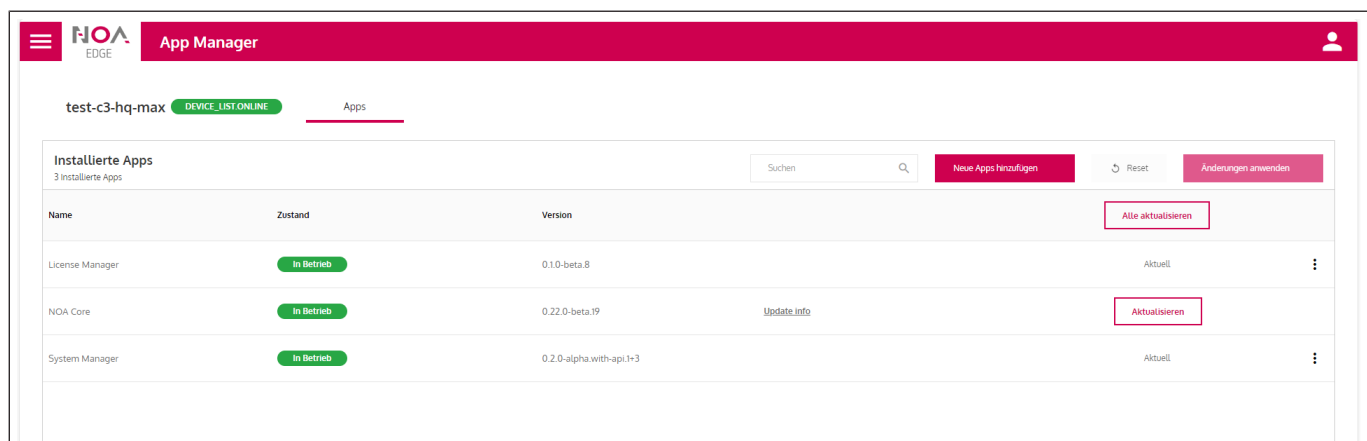 NOA
EDGE
App Manager
test-c3-hq-max DEVICE_LIST.ONLINE Apps
Installierte Apps
3 Installierte Apps
Suchen Neue Apps hinzufügen Reset Änderungen anwenden
Name Zustand Version Alle aktualisieren
License Manager In Betrieb 0.1.0-beta.8 Aktuell
NOA Core In Betrieb 0.22.0-beta.19 Update info Aktualisieren
System Manager In Betrieb 0.2.0-alpha.with-api.1+3 Aktuell